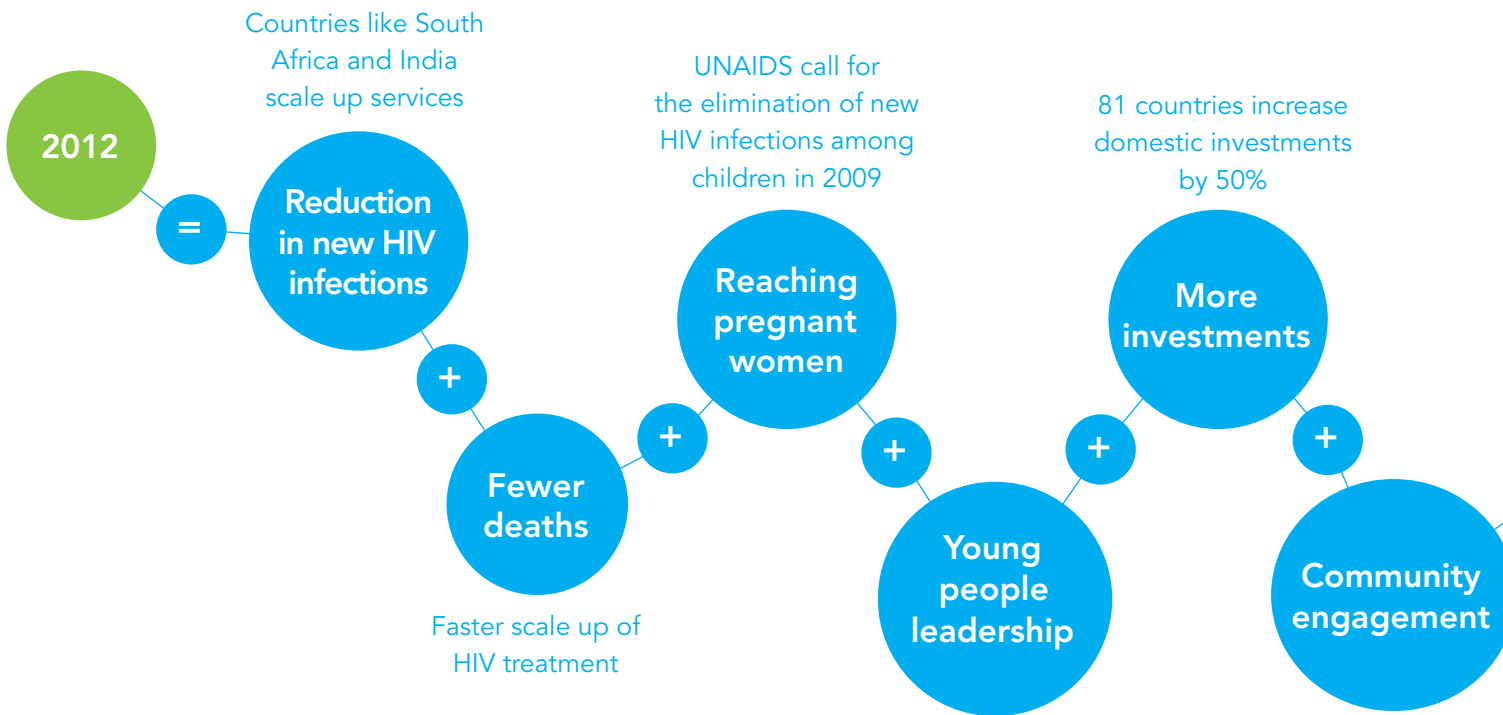 2012
=
Countries like South
Africa and India
scale up services
Reduction
in new HIV
infections
+
Fewer
deaths
Faster scale up of
HIV treatment
+
UNAIDS call for
the elimination of new
HIV infections among
children in 2009
Reaching
pregnant
women
+
Young
people
leadership
+
81 countries increase
domestic investments
by 50%
More
investments
+
Community
engagement